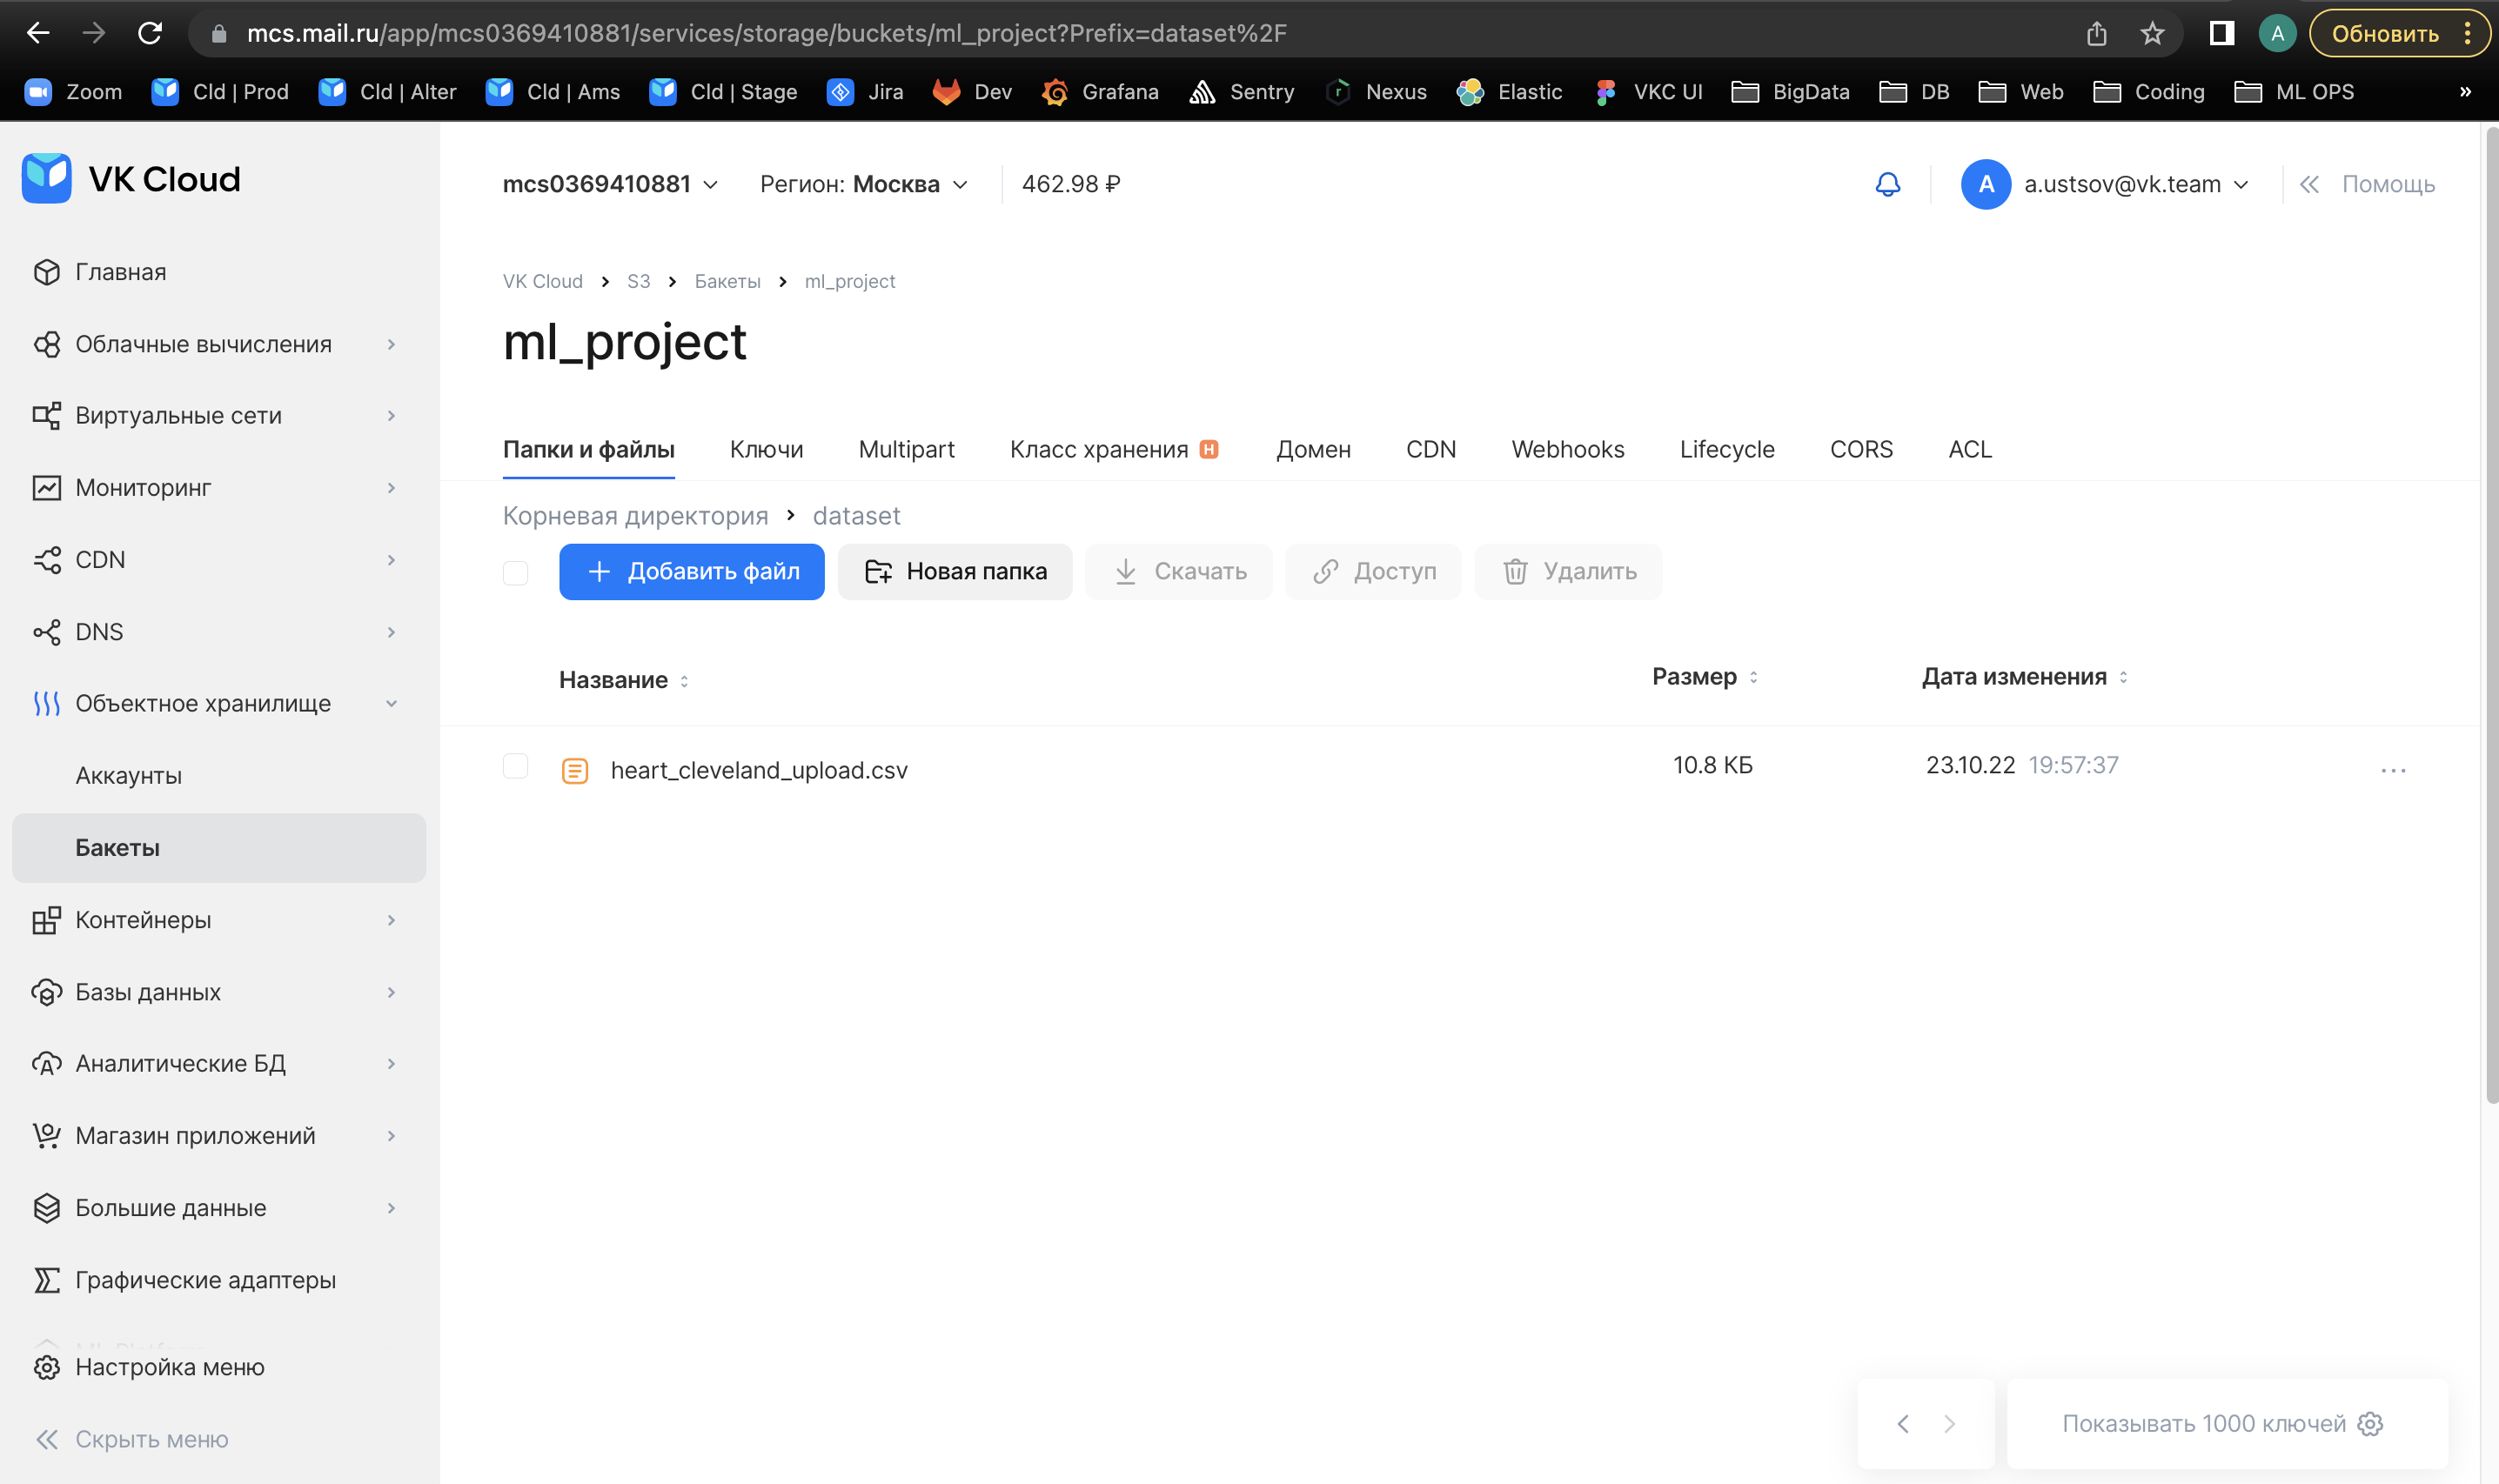 mcs.mail.ru/app/mcs0369410881/services/storage/buckets/ml_project?Prefix=dataset%2F
A
Обновить
Zoom
Cld | Prod
Cld | Alter
Cld | Ams
Cld | Stage
Jira
Dev
Grafana
Sentry
Nexus
Elastic
VKC UI
BigData
DB
Web
Coding
ML OPS
»
VK Cloud
mcs0369410881
Регион: Москва
462.98 ₽
A
a.ustsov@vk.team
Помощь
Главная
Облачные вычисления
Виртуальные сети
Мониторинг
CDN
DNS
Объектное хранилище
Аккаунты
Бакеты
Контейнеры
Базы данных
Аналитические БД
Магазин приложений
Большие данные
Графические адаптеры
Настройка меню
Скрыть меню
VK Cloud > S3 > Бакеты > ml_project
ml_project
Папки и файлы
Ключи
Multipart
Класс хранения H
Домен
CDN
Webhooks
Lifecycle
CORS
ACL
Корневая директория > dataset
+ Добавить файл
Новая папка
Скачать
Доступ
Удалить
Название
Размер
Дата изменения
heart_cleveland_upload.csv
10.8 КБ
23.10.22 19:57:37
...
Показывать 1000 ключей